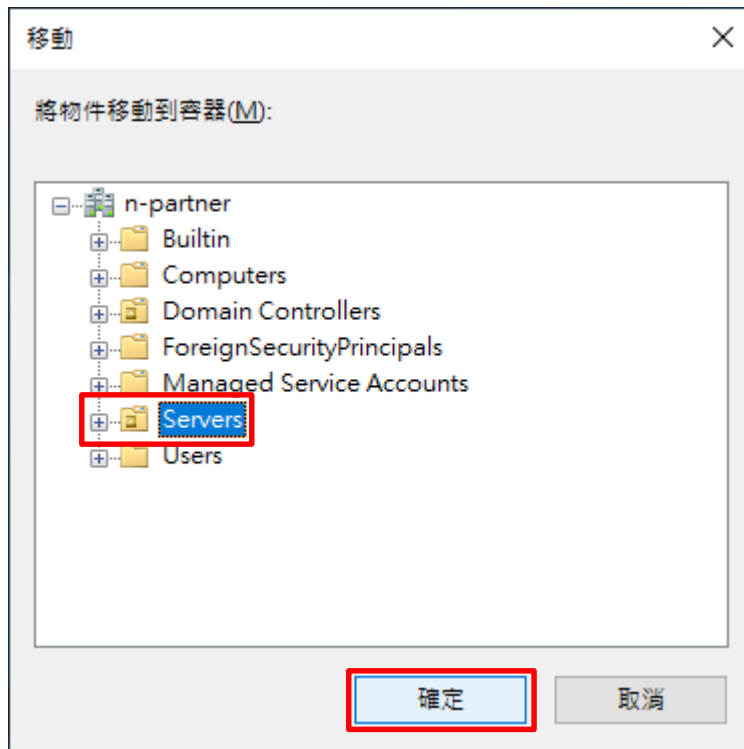 移動
將物件移動到容器(M):
n-partner
Builtin
Computers
Domain Controllers
ForeignSecurityPrincipals
Managed Service Accounts
Servers
Users
確定 取消